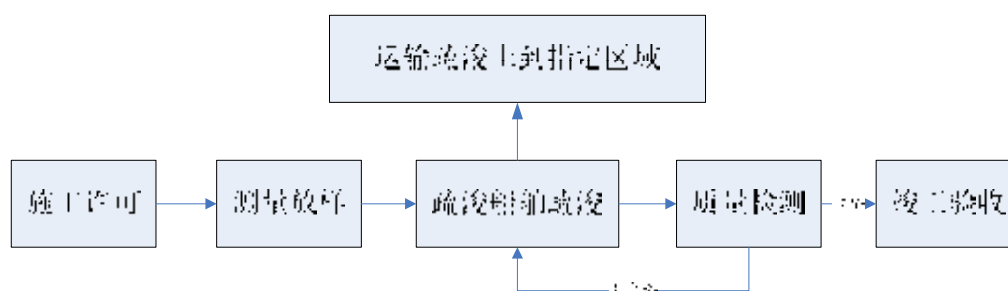 运输疏浚土到指定区域
施工许可
测量放样
疏浚船舶疏浚
质量检测
竣工验收